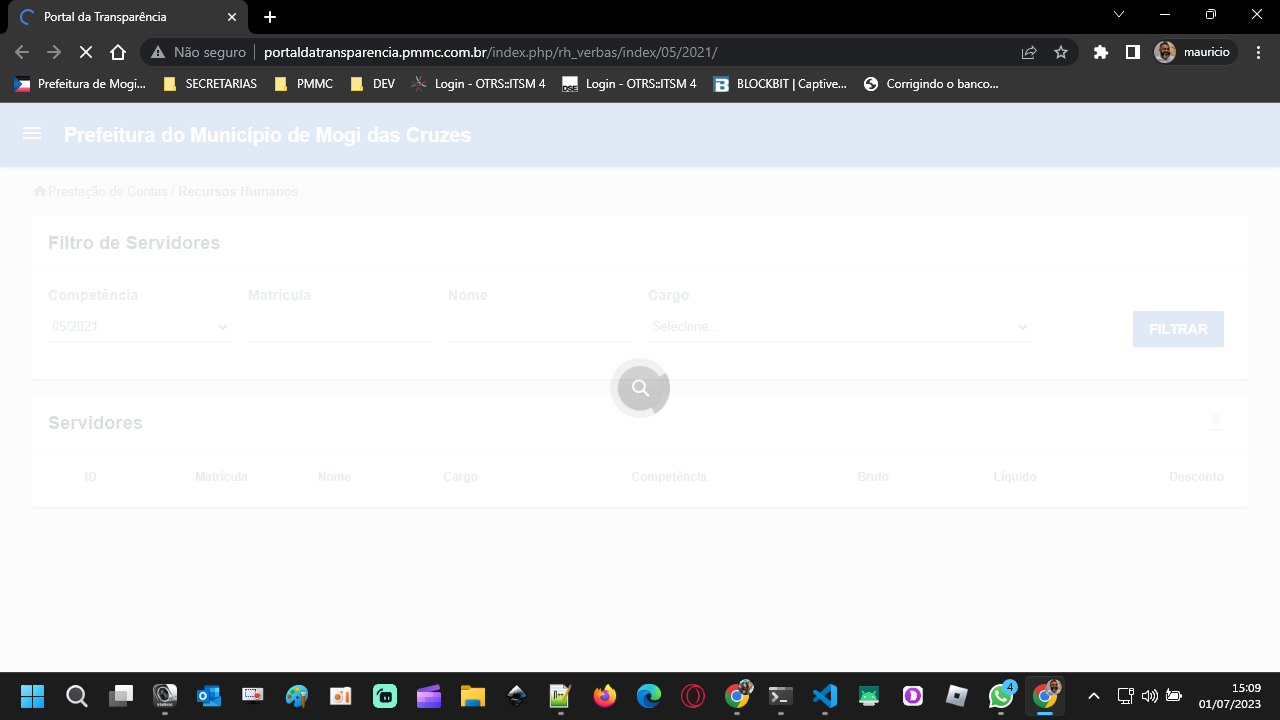 Portal da Transparência
Não seguro
portaldatransparencia.pmmc.com.br/index.php/rh_verbas/index/05/2021/
mauricio
Prefeitura de Mogi...
SECRETARIAS
PMMC
DEV
Login - OTRS::ITSM 4
DSE
Login - OTRS::ITSM 4
BLOCKBIT | Captive...
Corrigindo o banco...
Prefeitura do Município de Mogi das Cruzes
Prestação de Contas / Recursos Humanos
Filtro de Servidores
Competência Matrícula Nome Cargo
05/2021 Selecione... FILTRAR
Servidores
ID Matrícula Nome Cargo Competência Bruto Líquido Desconto
4
15:09
01/07/2023